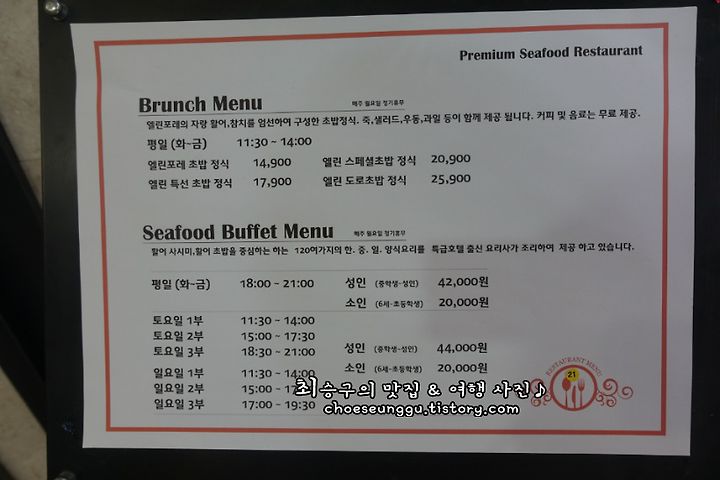 Premium Seafood Restaurant
Brunch Menu 매주 월요일 정기휴무
엘린포레의 자랑 활어,참치를 엄선하여 구성한 초밥정식. 죽,샐러드,우동,과일 등이 함께 제공 됩니다. 커피 및 음료는 무료 제공.
평일 (화~금) 11:30 ~ 14:00
엘린포레 초밥 정식 14,900 엘린 스페셜초밥 정식 20,900
엘린 특선 초밥 정식 17,900 엘린 도로초밥 정식 25,900
Seafood Buffet Menu 매주 월요일 정기휴무
활어 사시미,활어 초밥을 중심하는 하는 120여가지의 한. 중. 일. 양식요리를 특급호텔 출신 요리사가 조리하여 제공 하고 있습니다.
평일 (화~금) 18:00 ~ 21:00 성인 (중학생~성인) 42,000원
소인 (6세~초등학생) 20,000원
토요일 1부 11:30 ~ 14:00
토요일 2부 15:00 ~ 17:30
토요일 3부 18:30 ~ 21:00 성인 (중학생~성인) 44,000원
일요일 1부 11:30 ~ 14:00 소인 (6세~초등학생) 20,000원
일요일 2부 15:00 ~
일요일 3부 17:00 ~ 19:30
RESTAURANT MENU
21
최승구의 맛집 & 여행 사진♪
choeseunggu.tistory.com